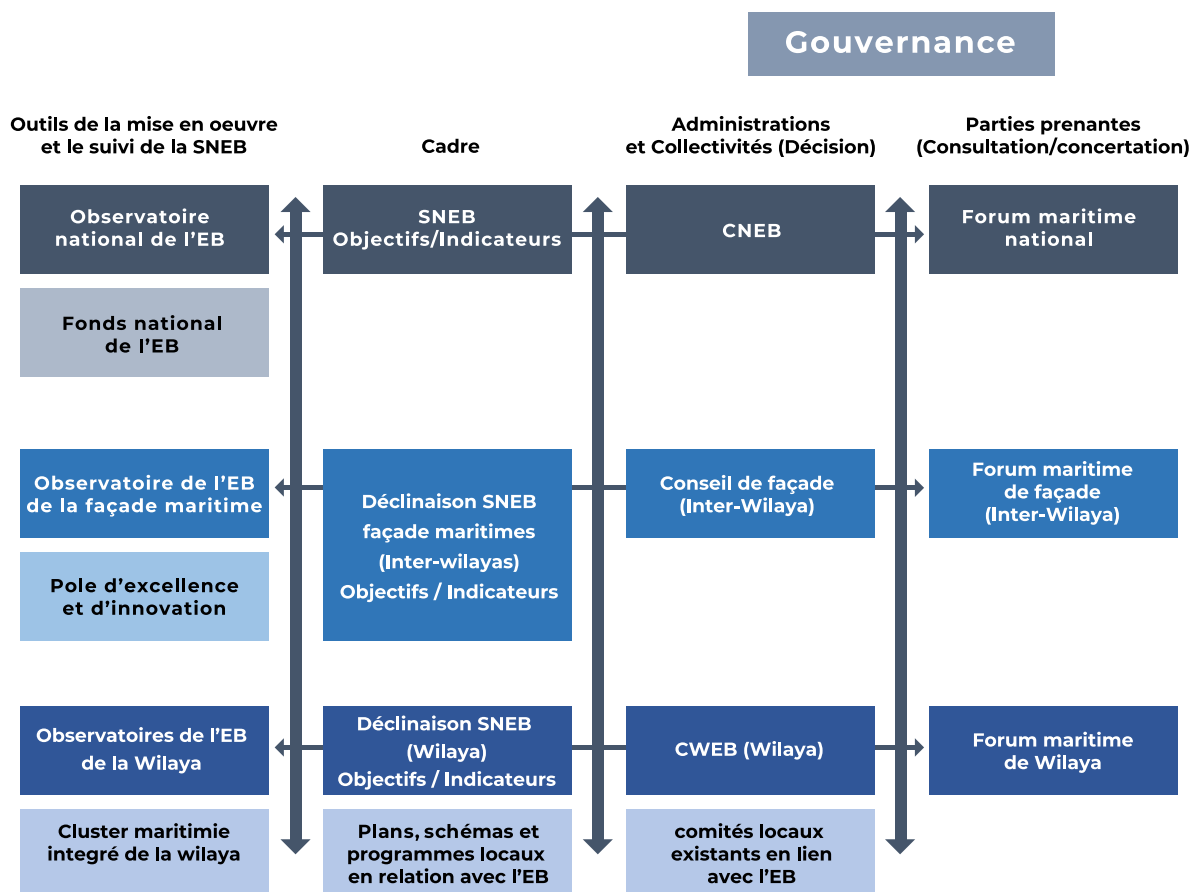 Gouvernance
Outils de la mise en oeuvre
et le suivi de la SNEB
Cadre
Administrations
et Collectivités (Décision)
Parties prenantes
(Consultation/concertation)
Observatoire
national de l'EB
SNEB
Objectifs/Indicateurs
CNEB
Forum maritime
national
Fonds national
de l'EB
Observatoire de l'EB
de la façade maritime
Déclinaison SNEB
façade maritimes
(Inter-wilayas)
Objectifs / Indicateurs
Conseil de façade
(Inter-Wilaya)
Forum maritime
de façade
(Inter-Wilaya)
Pole d'excellence
et d'innovation
Observatoires de l'EB
de la Wilaya
Déclinaison SNEB
(Wilaya)
Objectifs / Indicateurs
CWEB (Wilaya)
Forum maritime
de Wilaya
Cluster maritimie
integré de la wilaya
Plans, schémas et
programmes locaux
en relation avec l'EB
comités locaux
existants en lien
avec l'EB